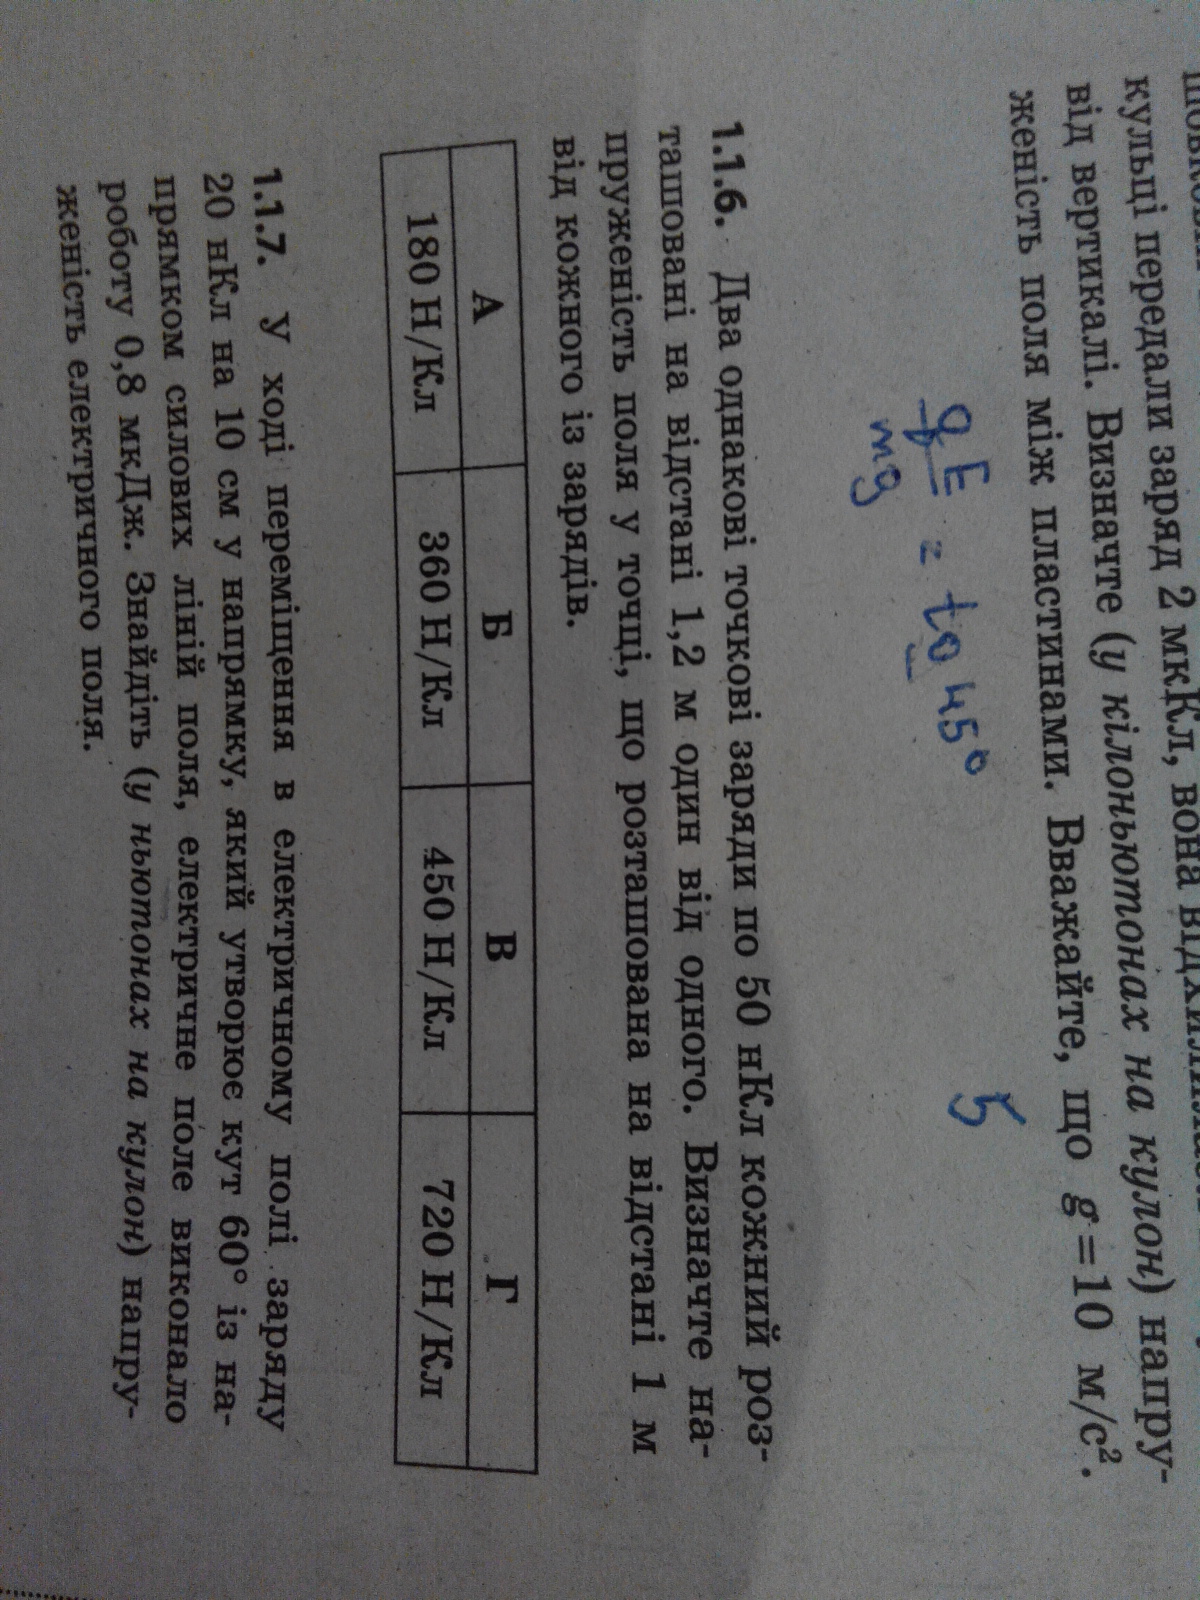 кульці передали заряд 2 мкКл, вона
від вертикалі. Визначте (у кілоньютонах на кулон) напру-
женість поля між пластинами. Вважайте, що g=10 м/с².
qE
mg
= tg 45°
5
1.1.6. Два однакові точкові заряди по 50 нКл кожний роз-
ташовані на відстані 1,2 м один від одного. Визначте на-
пруженість поля у точці, що розташована на відстані 1 м
від кожного із зарядів.
А Б В Г
180 Н/Кл 360 Н/Кл 450 Н/Кл 720 Н/Кл
1.1.7. У ході переміщення в електричному полі заряду
20 нКл на 10 см у напрямку, який утворює кут 60° із на-
прямком силових ліній поля, електричне поле виконало
роботу 0,8 мкДж. Знайдіть (у ньютонах на кулон) напру-
женість електричного поля.